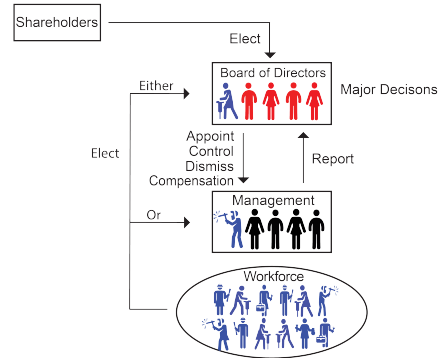 Shareholders
Elect
Board of Directors
Major Decisons
Either
Elect
Appoint
Control
Dismiss
Compensation
Report
Management
Or
Workforce